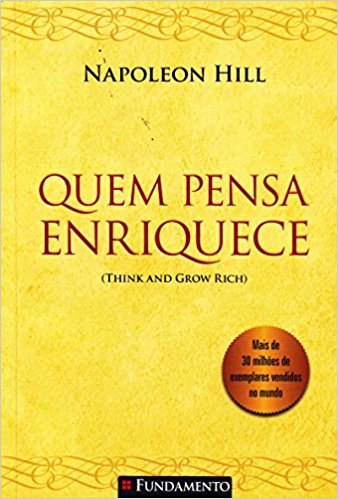 NAPOLEON HILL
QUEM PENSA
ENRIQUECE
(THINK AND GROW RICH)
Mais de
30 milhões de
exemplares vendidos
no mundo
FUNDAMENTO